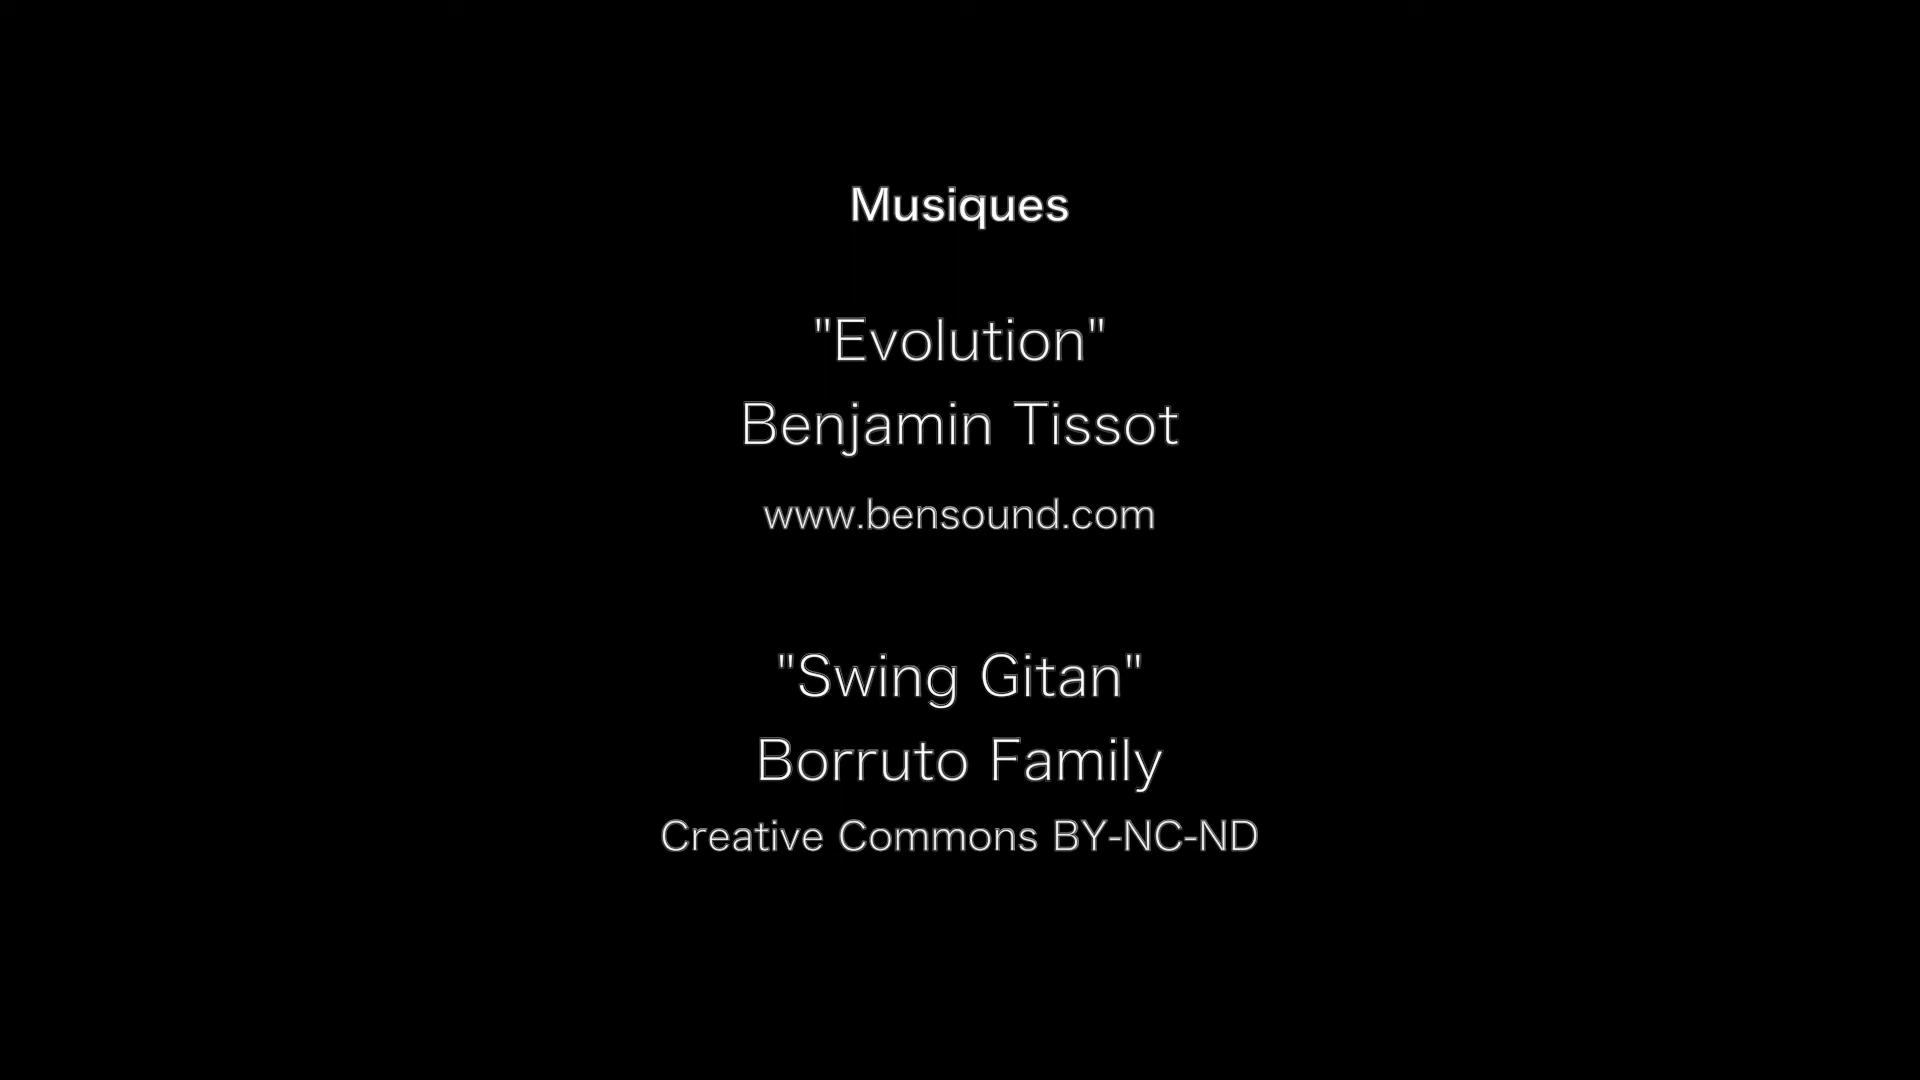 Musiques
"Evolution"
Benjamin Tissot
www.bensound.com
"Swing Gitan"
Borruto Family
Creative Commons BY-NC-ND